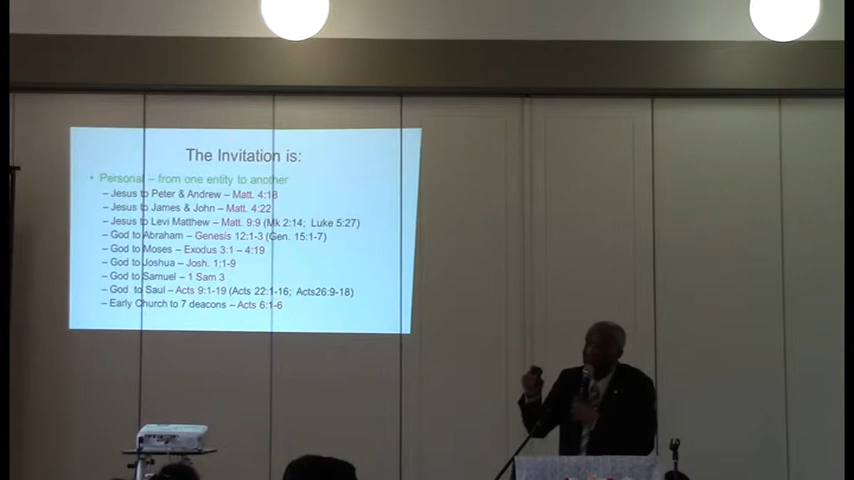 The Invitation is:
• Personal – from one entity to another
– Jesus to Peter & Andrew – Matt. 4:18
– Jesus to James & John – Matt. 4:22
– Jesus to Levi Matthew – Matt. 9:9 (Mk 2:14; Luke 5:27)
– God to Abraham – Genesis 12:1-3 (Gen. 15:1-7)
– God to Moses – Exodus 3:1 – 4:19
– God to Joshua – Josh. 1:1-9
– God to Samuel – 1 Sam 3
– God to Saul – Acts 9:1-19 (Acts 22:1-16; Acts26:9-18)
– Early Church to 7 deacons – Acts 6:1-6